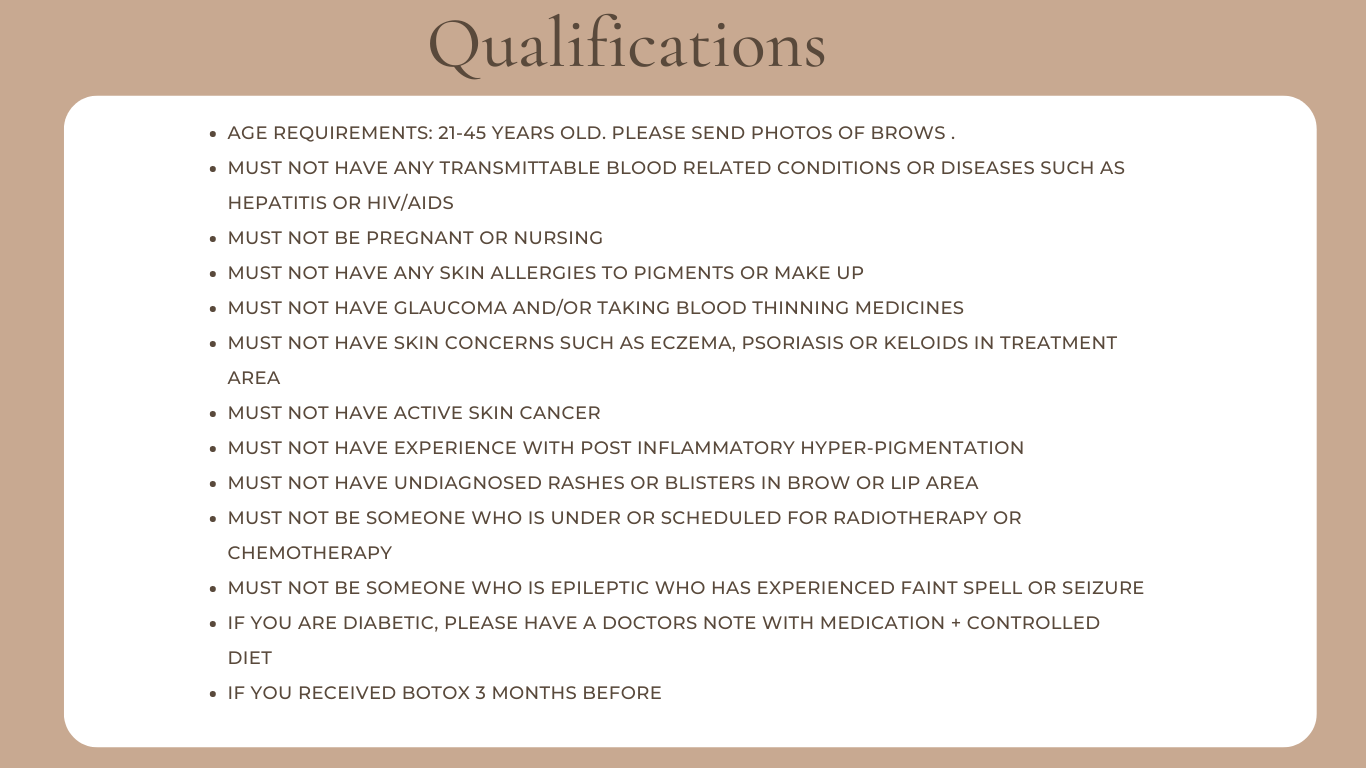 Qualifications
• AGE REQUIREMENTS: 21-45 YEARS OLD. PLEASE SEND PHOTOS OF BROWS .
• MUST NOT HAVE ANY TRANSMITTABLE BLOOD RELATED CONDITIONS OR DISEASES SUCH AS
HEPATITIS OR HIV/AIDS
• MUST NOT BE PREGNANT OR NURSING
• MUST NOT HAVE ANY SKIN ALLERGIES TO PIGMENTS OR MAKE UP
• MUST NOT HAVE GLAUCOMA AND/OR TAKING BLOOD THINNING MEDICINES
• MUST NOT HAVE SKIN CONCERNS SUCH AS ECZEMA, PSORIASIS OR KELOIDS IN TREATMENT
AREA
• MUST NOT HAVE ACTIVE SKIN CANCER
• MUST NOT HAVE EXPERIENCE WITH POST INFLAMMATORY HYPER-PIGMENTATION
• MUST NOT HAVE UNDIAGNOSED RASHES OR BLISTERS IN BROW OR LIP AREA
• MUST NOT BE SOMEONE WHO IS UNDER OR SCHEDULED FOR RADIOTHERAPY OR
CHEMOTHERAPY
• MUST NOT BE SOMEONE WHO IS EPILEPTIC WHO HAS EXPERIENCED FAINT SPELL OR SEIZURE
• IF YOU ARE DIABETIC, PLEASE HAVE A DOCTORS NOTE WITH MEDICATION + CONTROLLED
DIET
• IF YOU RECEIVED BOTOX 3 MONTHS BEFORE